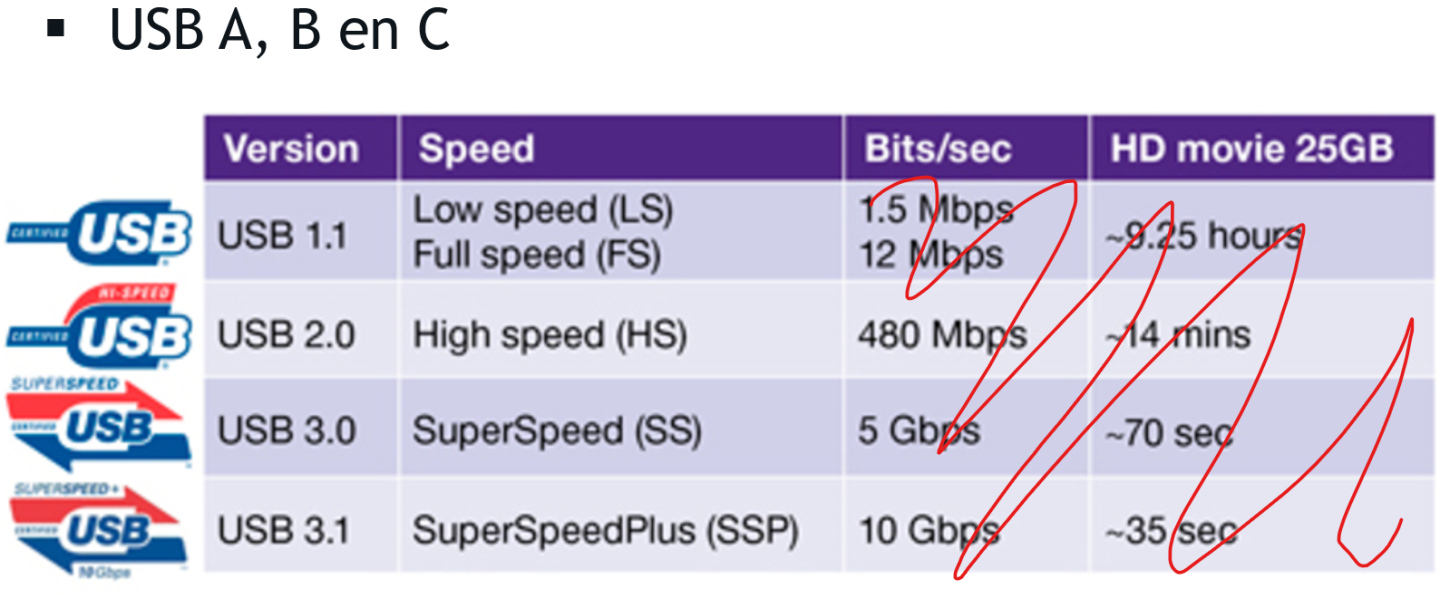 ▪ USB A, B en C
Version Speed Bits/sec HD movie 25GB
CERTIFIED USB USB 1.1 Low speed (LS) 1.5 Mbps ~9.25 hours
Full speed (FS) 12 Mbps
HI-SPEED CERTIFIED USB USB 2.0 High speed (HS) 480 Mbps ~14 mins
SUPERSPEED CERTIFIED USB USB 3.0 SuperSpeed (SS) 5 Gbps ~70 sec
SUPERSPEED+ CERTIFIED USB 10Gbps USB 3.1 SuperSpeedPlus (SSP) 10 Gbps ~35 sec